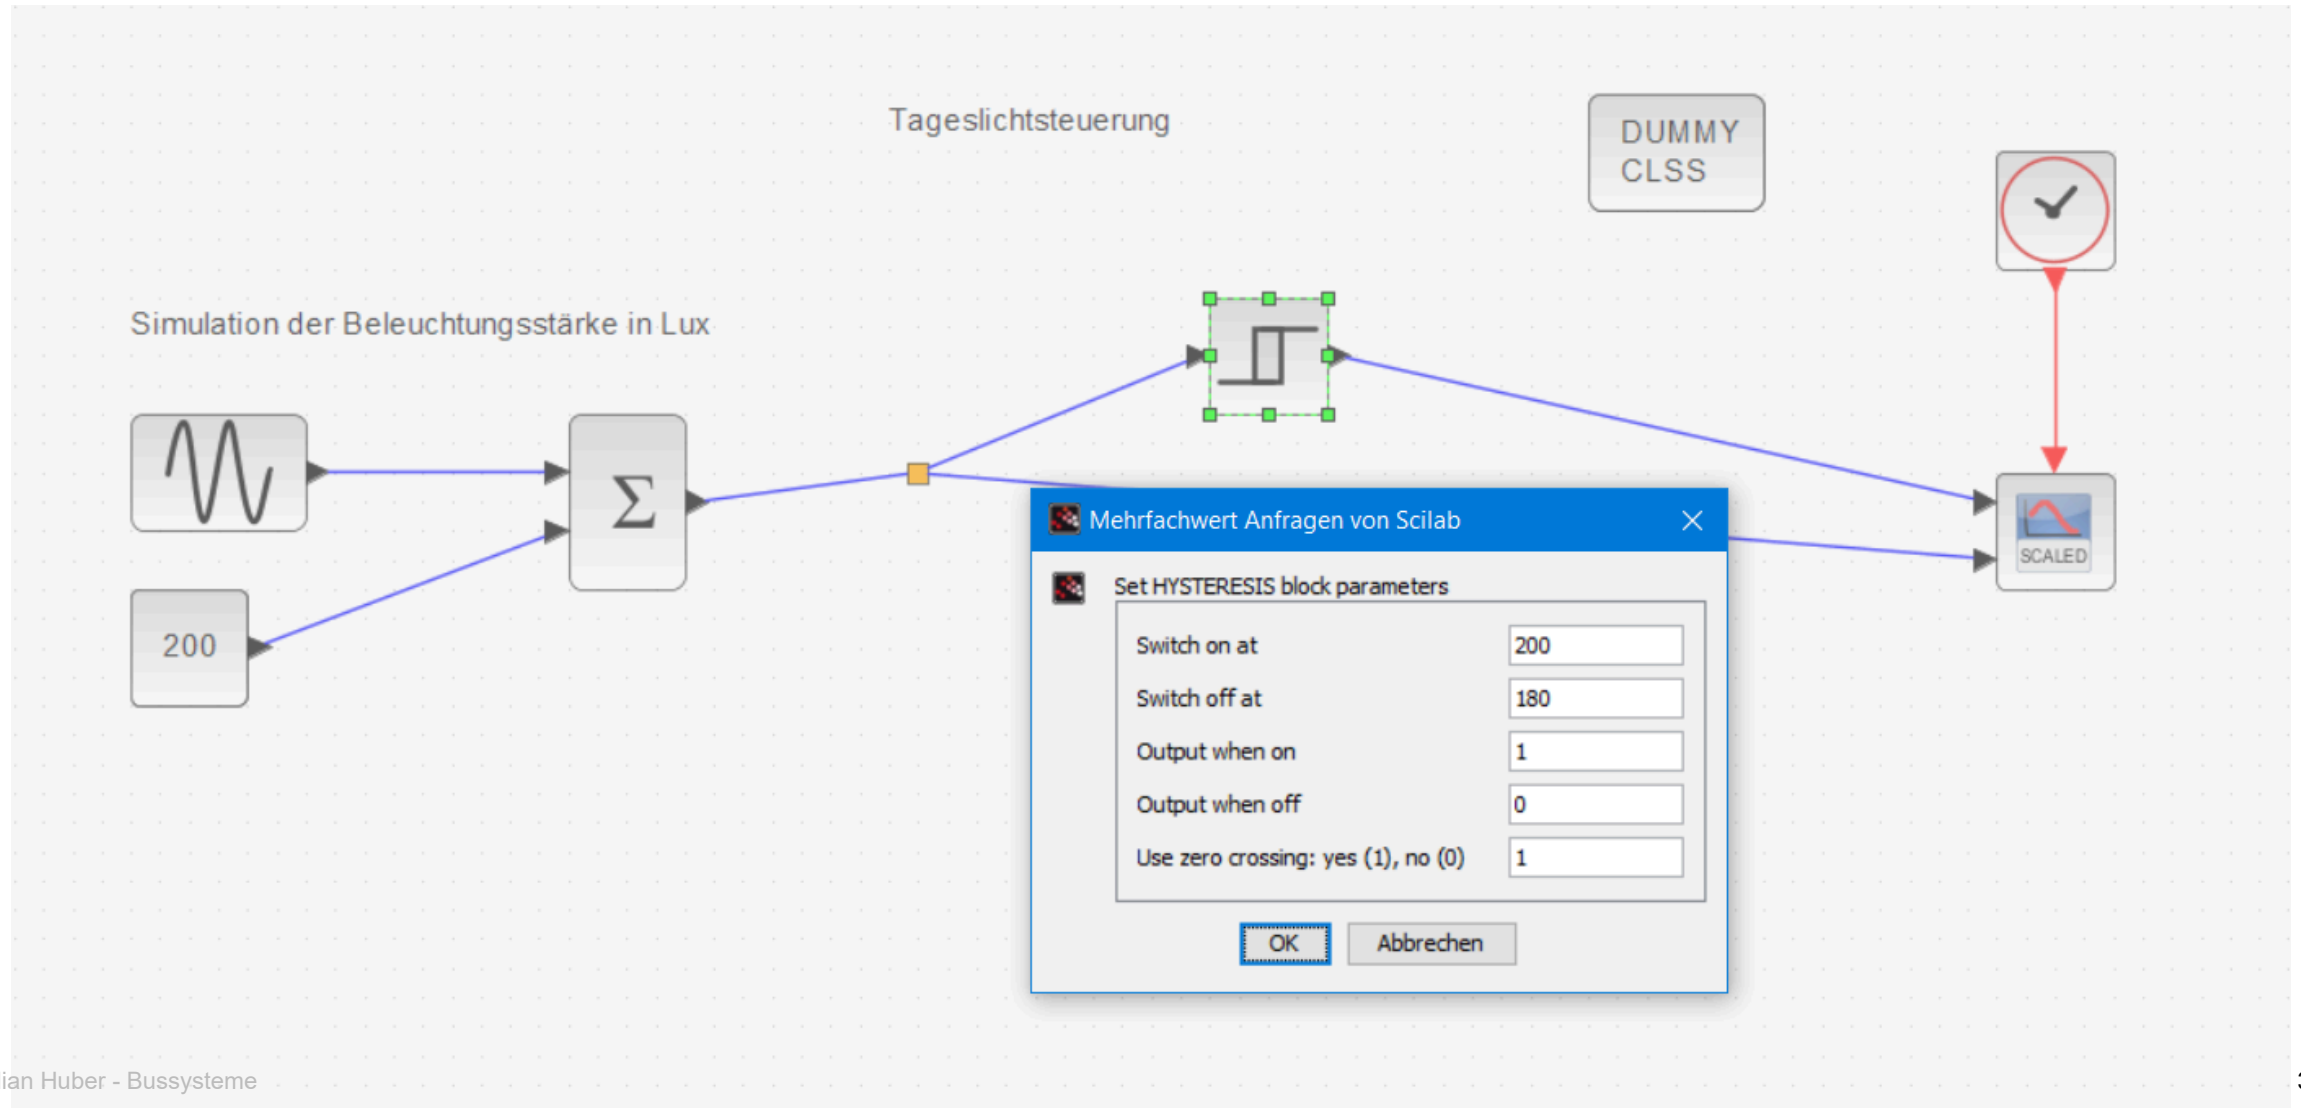 Tageslichtsteuerung
DUMMY
CLSS
Simulation der Beleuchtungsstärke in Lux
Σ
200
SCALED
Mehrfachwert Anfragen von Scilab
Set HYSTERESIS block parameters
Switch on at 200
Switch off at 180
Output when on 1
Output when off 0
Use zero crossing: yes (1), no (0) 1
OK Abbrechen
Huber - Bussysteme